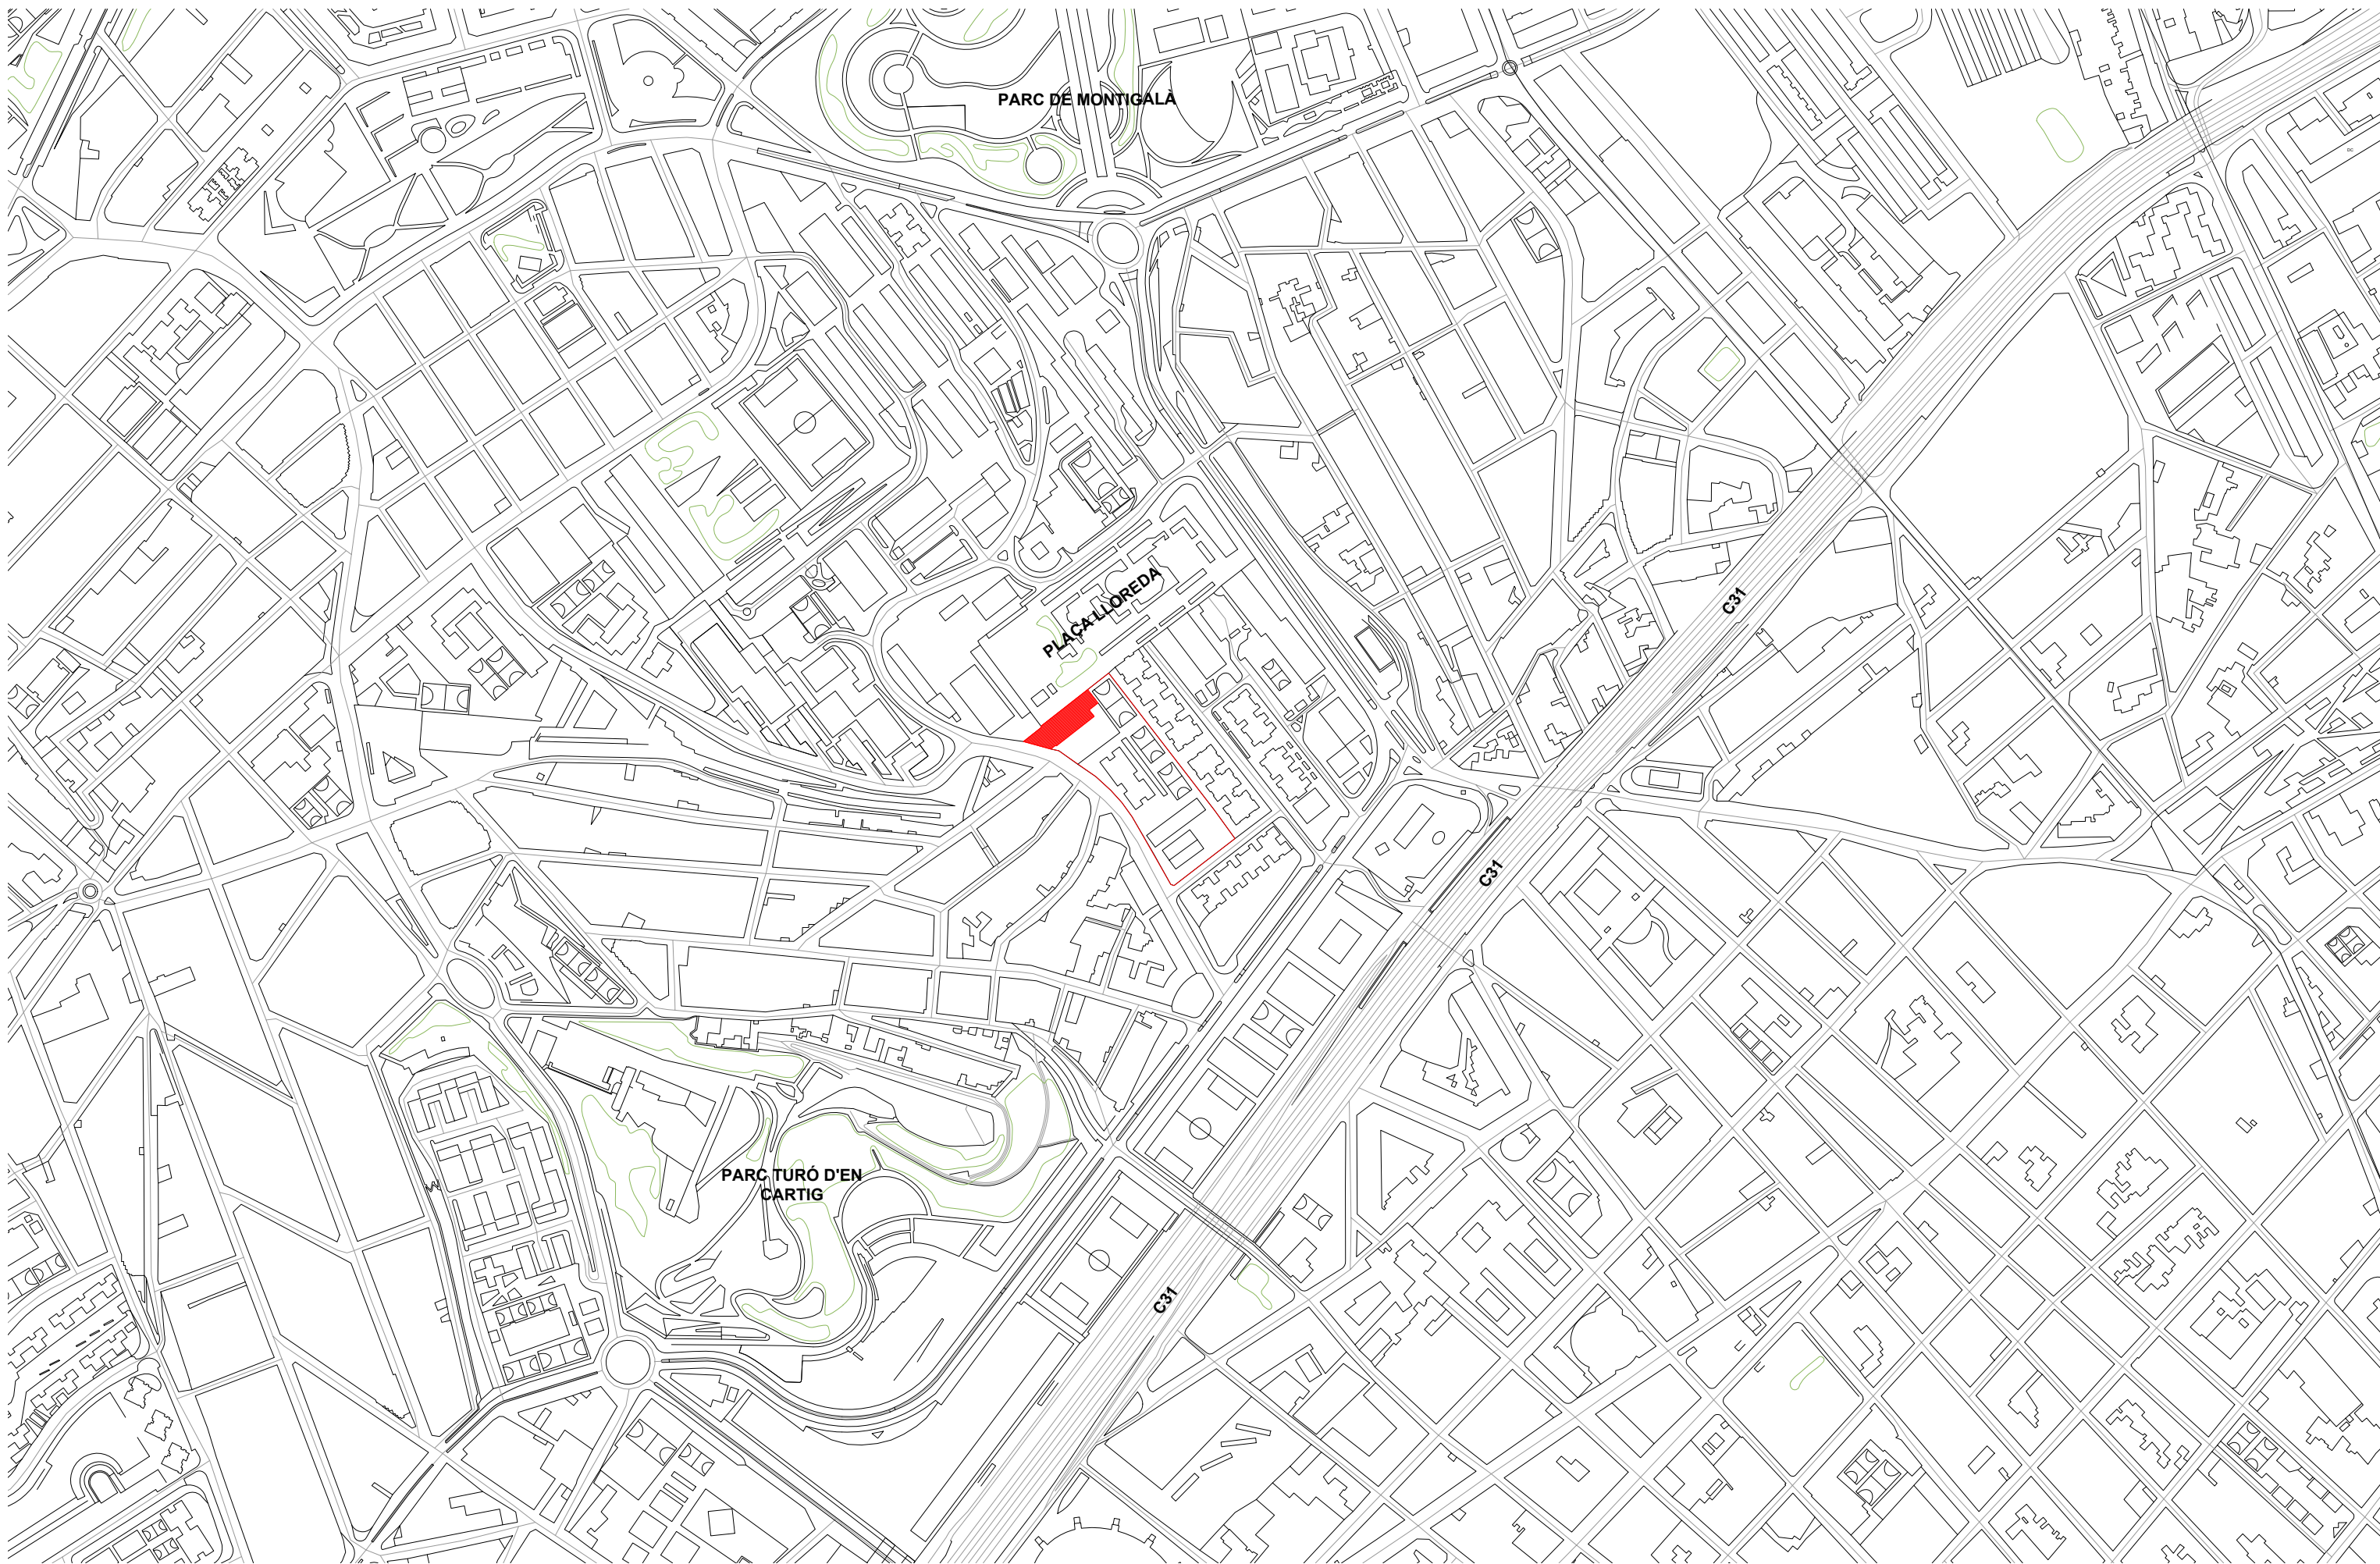 PARC DE MONTIGALÀ
PLAÇA LLOREDA
C31
C31
PARC TURÓ D'EN
CARTIG
C31